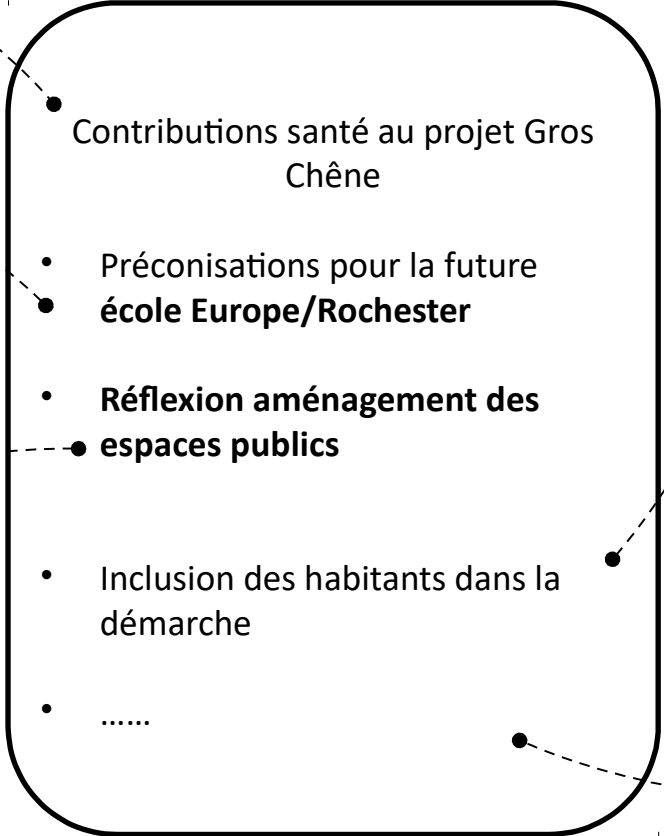 Contributions santé au projet Gros
Chêne
• Préconisations pour la future
école Europe/Rochester
• Réflexion aménagement des
espaces publics
• Inclusion des habitants dans la
démarche
• ……